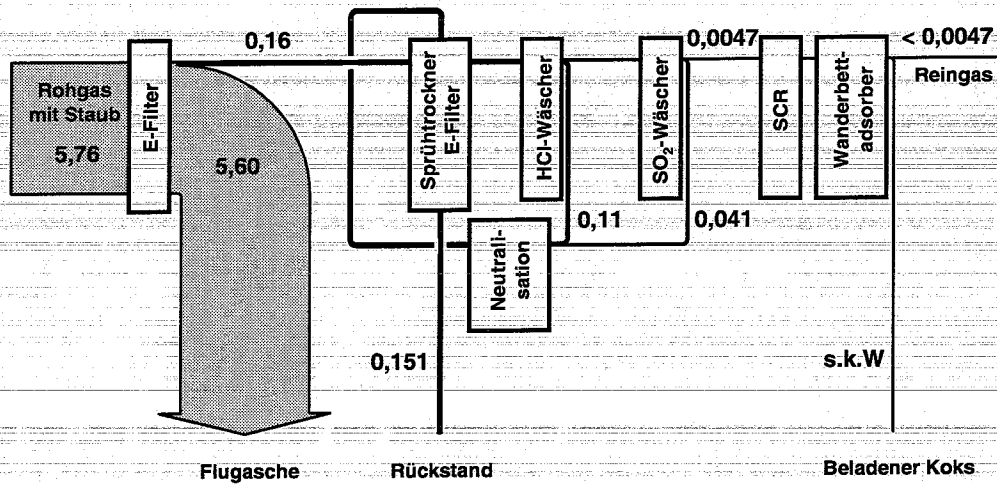 0,16
0,0047
< 0,0047
Reingas
Rohgas
mit Staub
5,76
E-Filter
5,60
Sprühtrockner
E-Filter
HCl-Wäscher
SO₂-Wäscher
SCR
Wanderbett-
adsorber
0,11
0,041
Neutrali-
sation
0,151
s.k.W
Flugasche
Rückstand
Beladener Koks